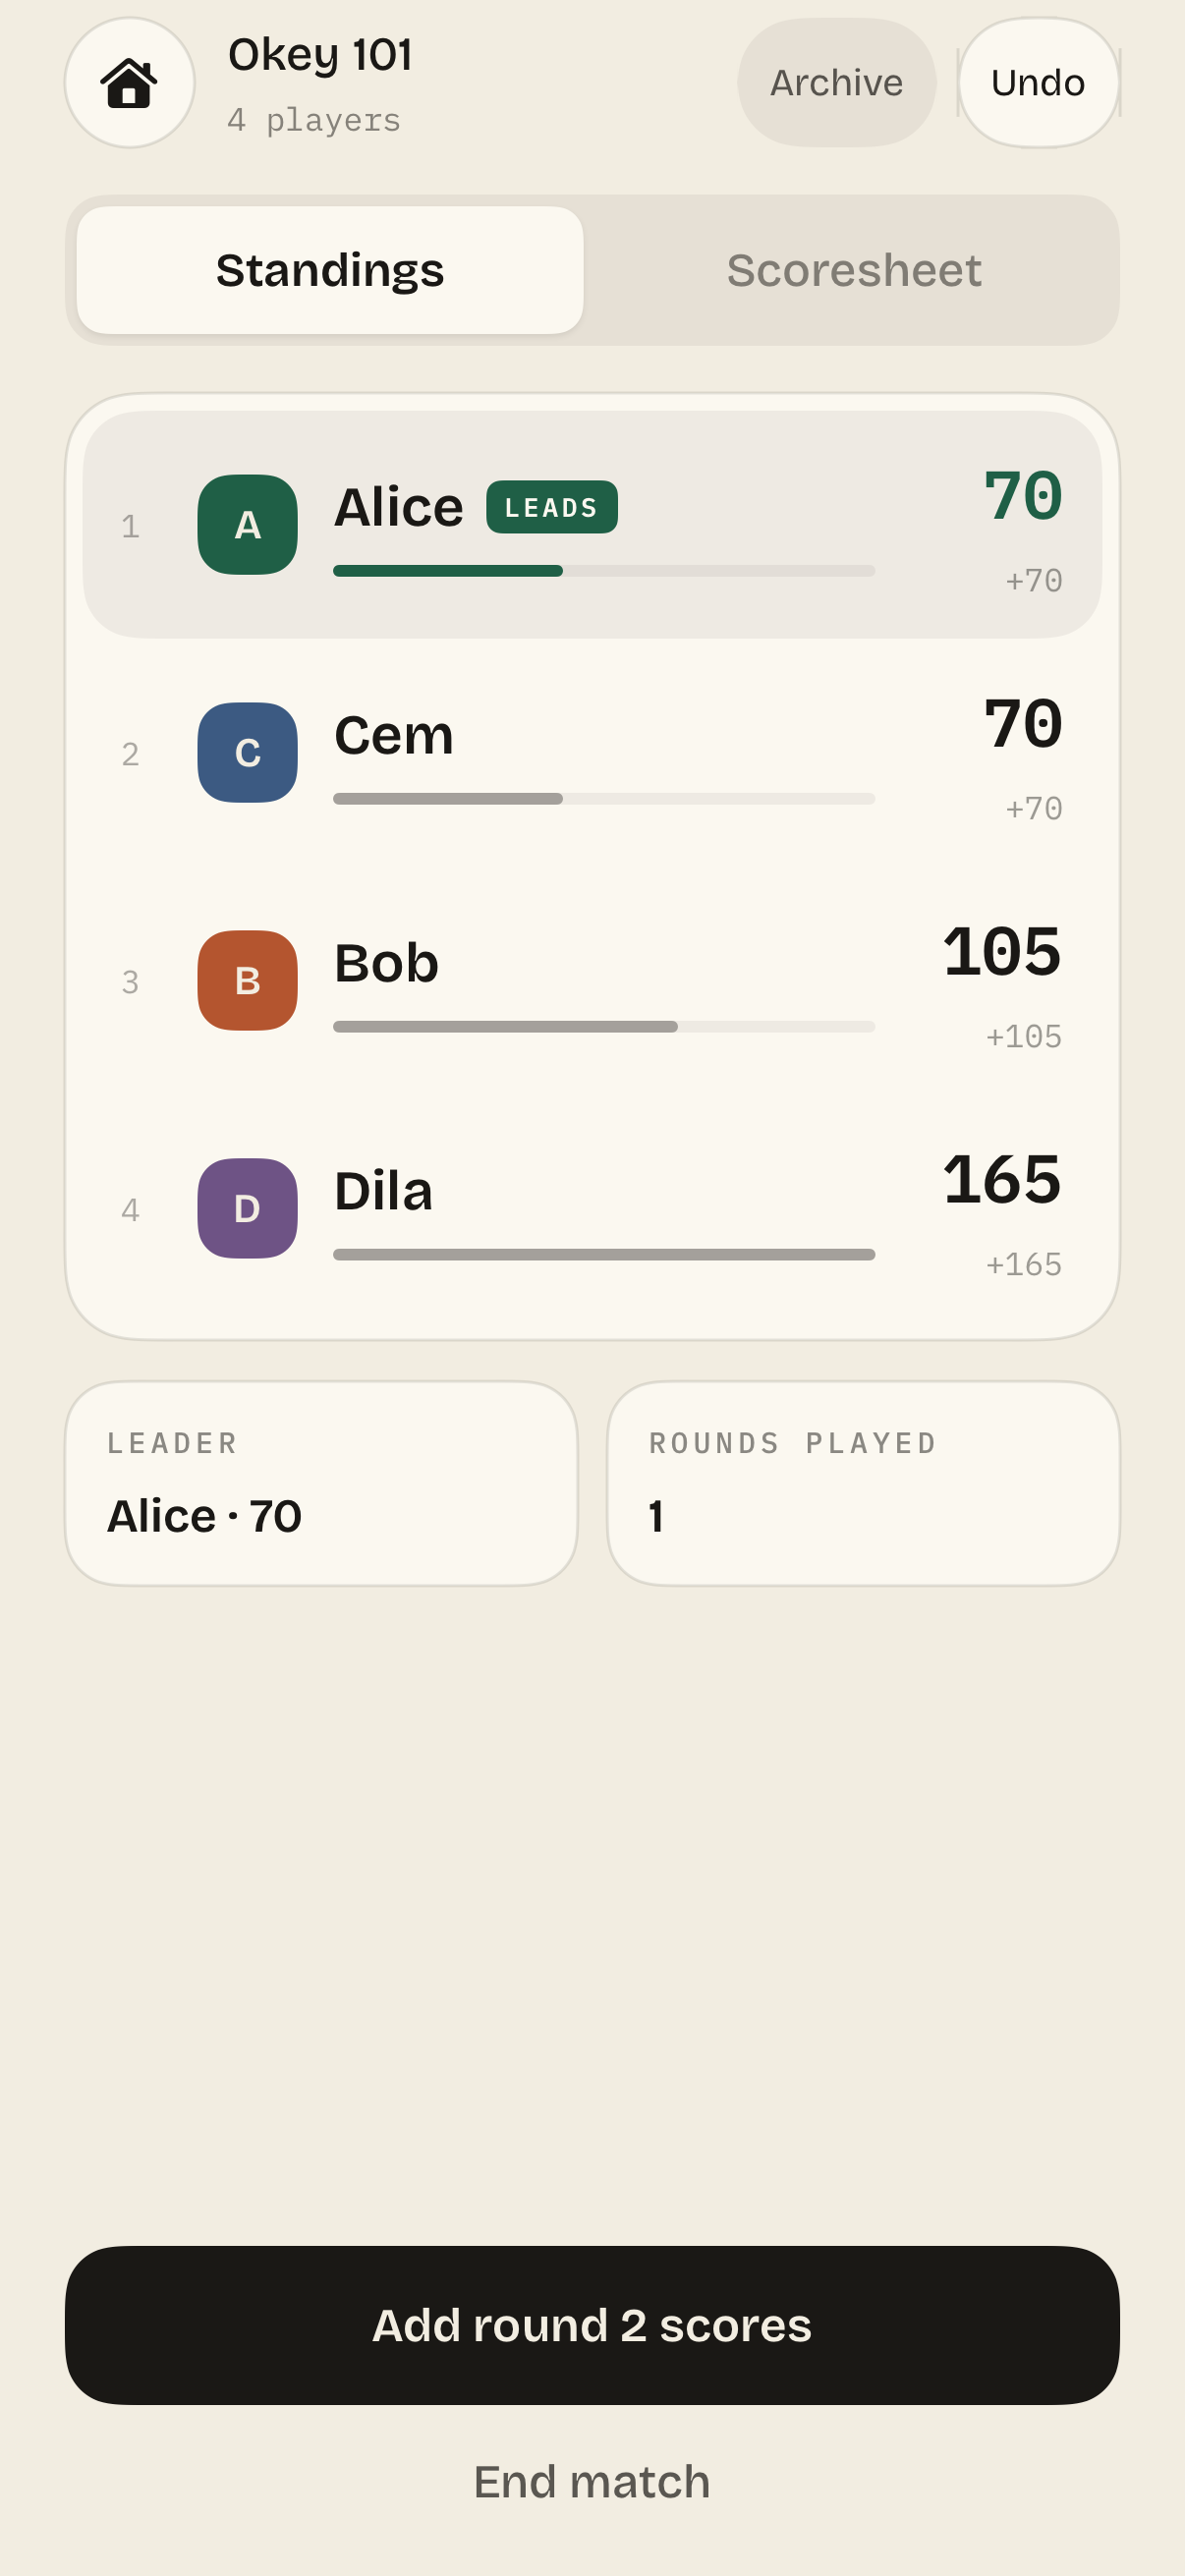 Okey 101
4 players
Archive
Undo
Standings
Scoresheet
1
A
Alice
LEADS
70
+70
2
C
Cem
70
+70
3
B
Bob
105
+105
4
D
Dila
165
+165
LEADER
Alice · 70
ROUNDS PLAYED
1
Add round 2 scores
End match